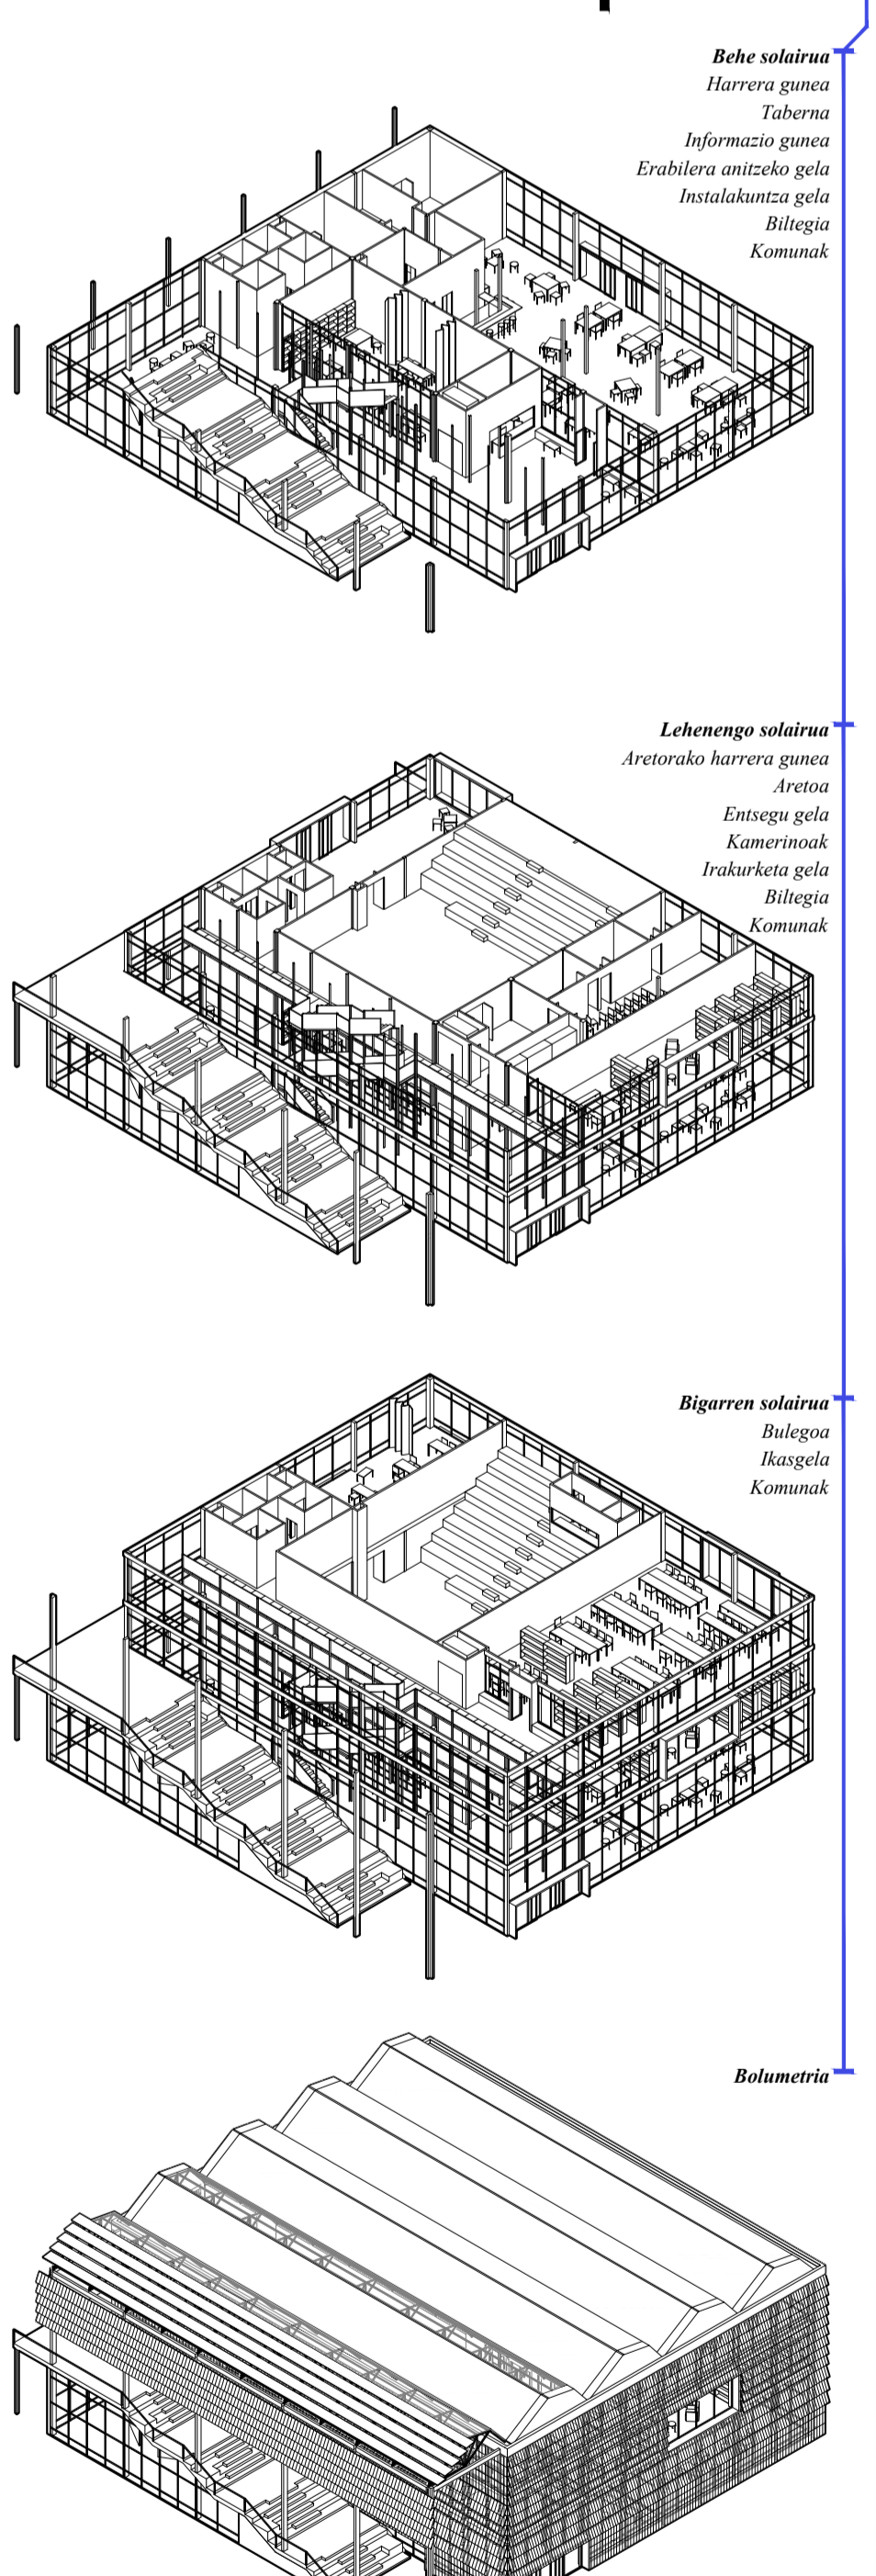 Behe solairua
Harrera gunea
Taberna
Informazio gunea
Erabilera anitzeko gela
Instalakuntza gela
Biltegia
Komunak
Lehenengo solairua
Aretorako harrera gunea
Aretoa
Entsegu gela
Kamerinoak
Irakurketa gela
Biltegia
Komunak
Bigarren solairua
Bulegoa
Ikasgela
Komunak
Bolumetria